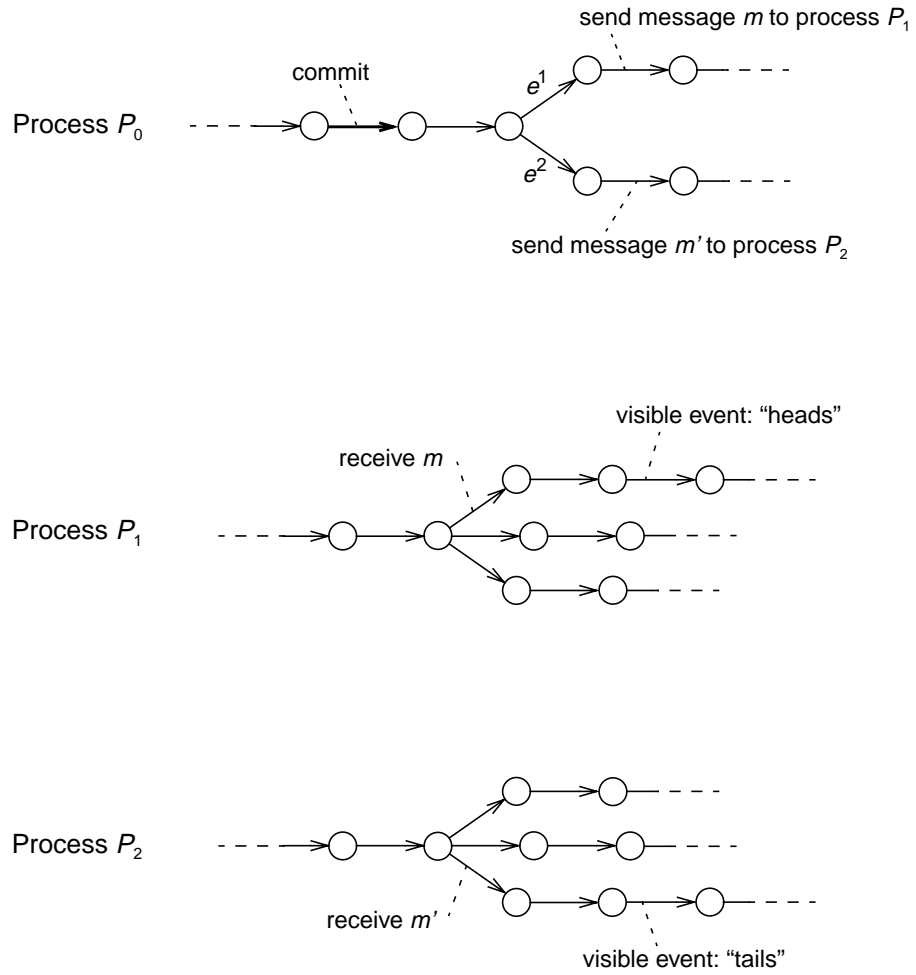 send message m to process P₁
commit
e¹
Process P₀
e²
send message m' to process P₂
visible event: “heads”
receive m
Process P₁
Process P₂
receive m'
visible event: “tails”